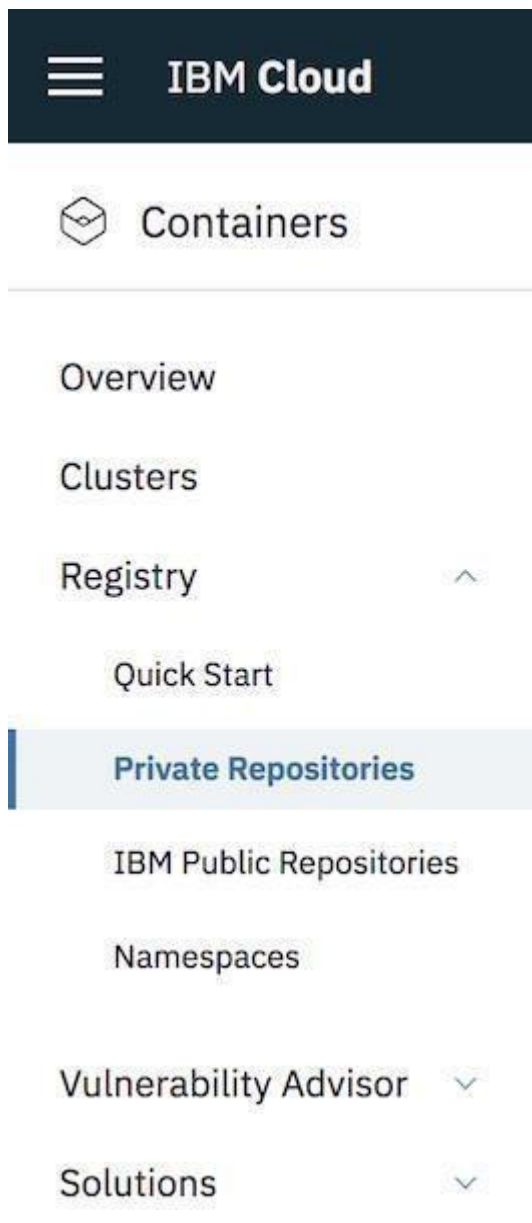 IBM Cloud
Containers
Overview
Clusters
Registry
Quick Start
Private Repositories
IBM Public Repositories
Namespaces
Vulnerability Advisor
Solutions